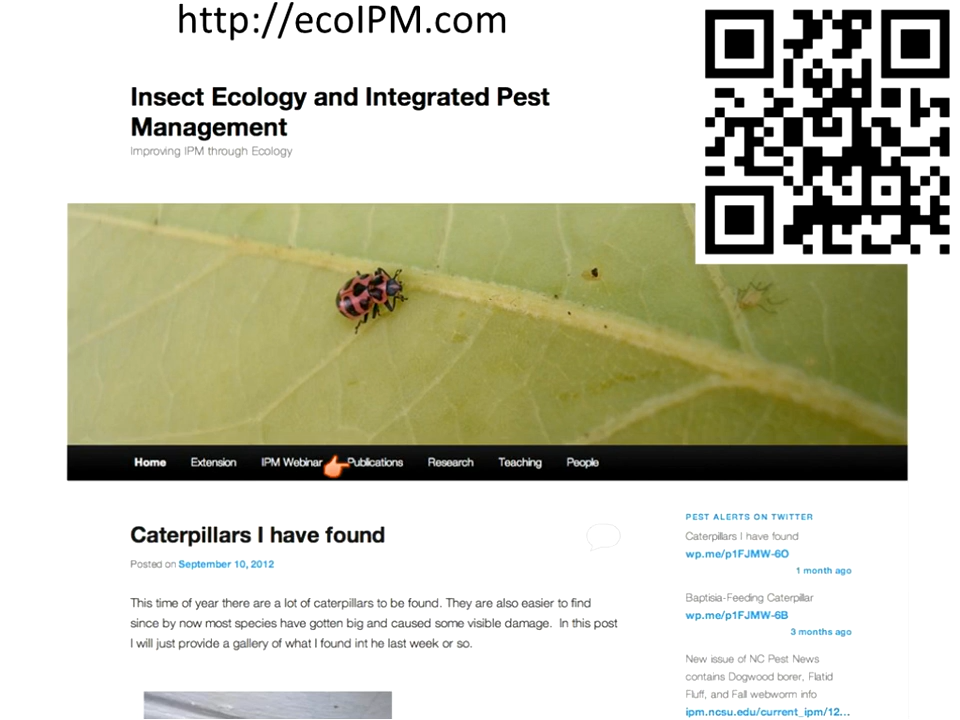 http://ecoIPM.com
Insect Ecology and Integrated Pest
Management
Improving IPM through Ecology
Home Extension IPM Webinar Publications Research Teaching People
Caterpillars I have found
Posted on September 10, 2012
This time of year there are a lot of caterpillars to be found. They are also easier to find
since by now most species have gotten big and caused some visible damage. In this post
I will just provide a gallery of what I found int he last week or so.
PEST ALERTS ON TWITTER
Caterpillars I have found
wp.me/p1FJMW-6O
1 month ago
Baptisia-Feeding Caterpillar
wp.me/p1FJMW-6B
3 months ago
New issue of NC Pest News
contains Dogwood borer, Flatid
Fluff, and Fall webworm info
ipm.ncsu.edu/current_ipm/12...